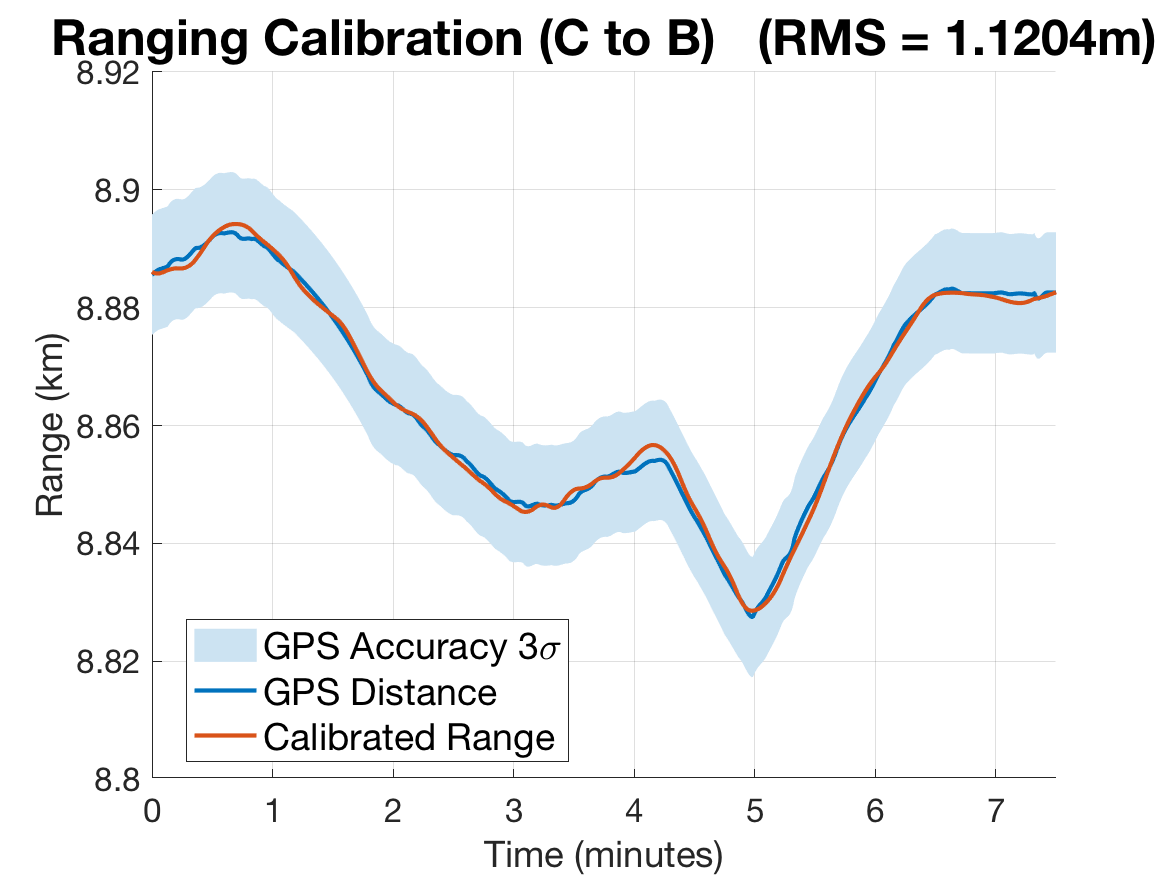 Ranging Calibration (C to B)   (RMS = 1.1204m)
8.92
8.9
8.88
8.86
8.84
8.82
8.8
Range (km)
GPS Accuracy 3σ
GPS Distance
Calibrated Range
0 1 2 3 4 5 6 7
Time (minutes)